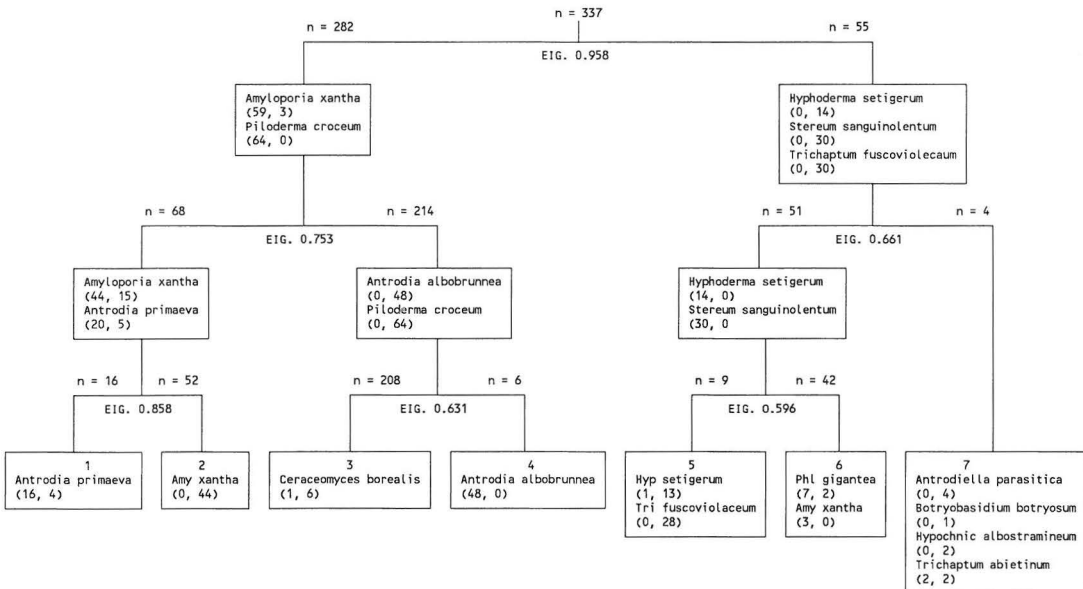 n = 337
n = 282
n = 55
EIG. 0.958
Amyloporia xantha
(59, 3)
Piloderma croceum
(64, 0)
Hyphoderma setigerum
(0, 14)
Stereum sanguinolentum
(0, 30)
Trichaptum fuscoviolecaum
(0, 30)
n = 68
n = 214
EIG. 0.753
n = 51
n = 4
EIG. 0.661
Amyloporia xantha
(44, 15)
Antrodia primaeva
(20, 5)
Antrodia albobrunnea
(0, 48)
Piloderma croceum
(0, 64)
Hyphoderma setigerum
(14, 0)
Stereum sanguinolentum
(30, 0
n = 16
n = 52
EIG. 0.858
n = 208
n = 6
EIG. 0.631
n = 9
n = 42
EIG. 0.596
1
Antrodia primaeva
(16, 4)
2
Amy xantha
(0, 44)
3
Ceraceomyces borealis
(1, 6)
4
Antrodia albobrunnea
(48, 0)
5
Hyp setigerum
(1, 13)
Tri fuscoviolaceum
(0, 28)
6
Phl gigantea
(7, 2)
Amy xantha
(3, 0)
7
Antrodiella parasitica
(0, 4)
Botryobasidium botryosum
(0, 1)
Hypochnic albostramineum
(0, 2)
Trichaptum abietinum
(2, 2)